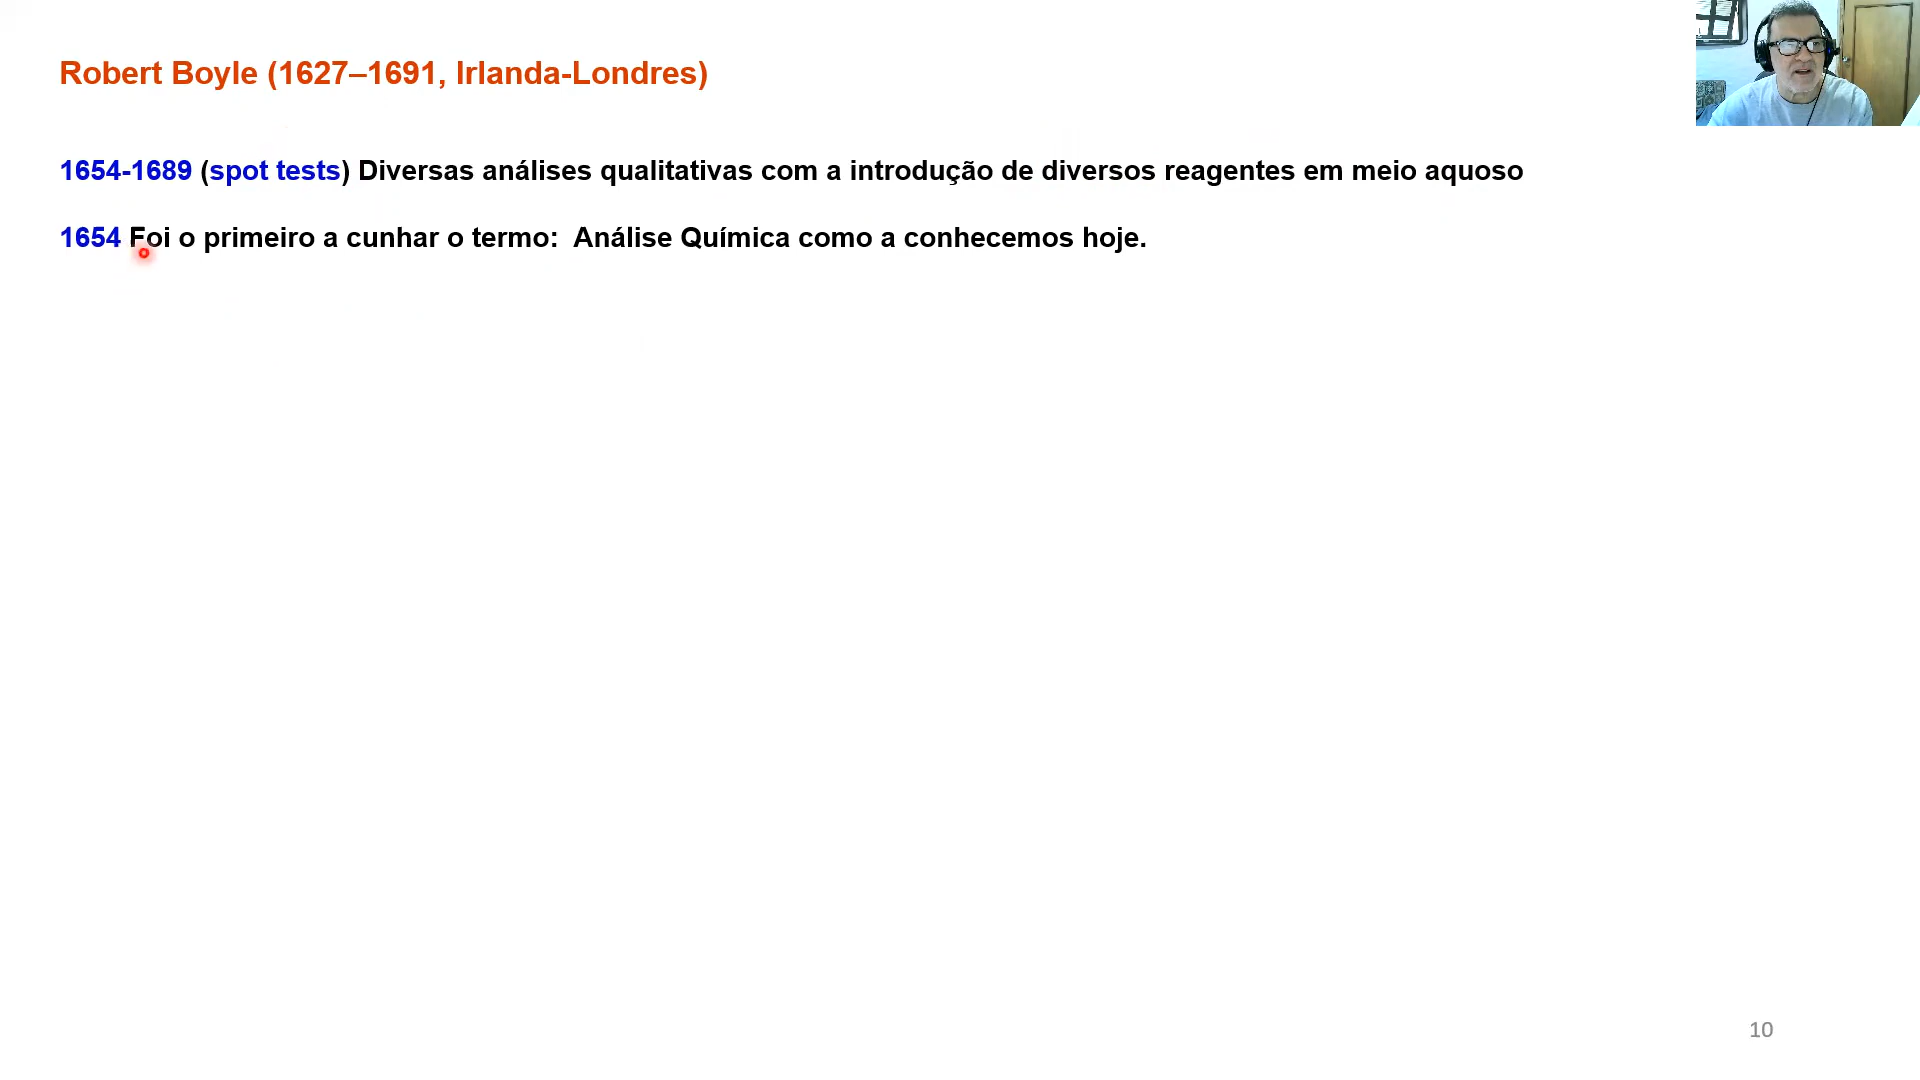 Robert Boyle (1627–1691, Irlanda-Londres)
1654-1689 (spot tests) Diversas análises qualitativas com a introdução de diversos reagentes em meio aquoso
1654 Foi o primeiro a cunhar o termo:  Análise Química como a conhecemos hoje.
10